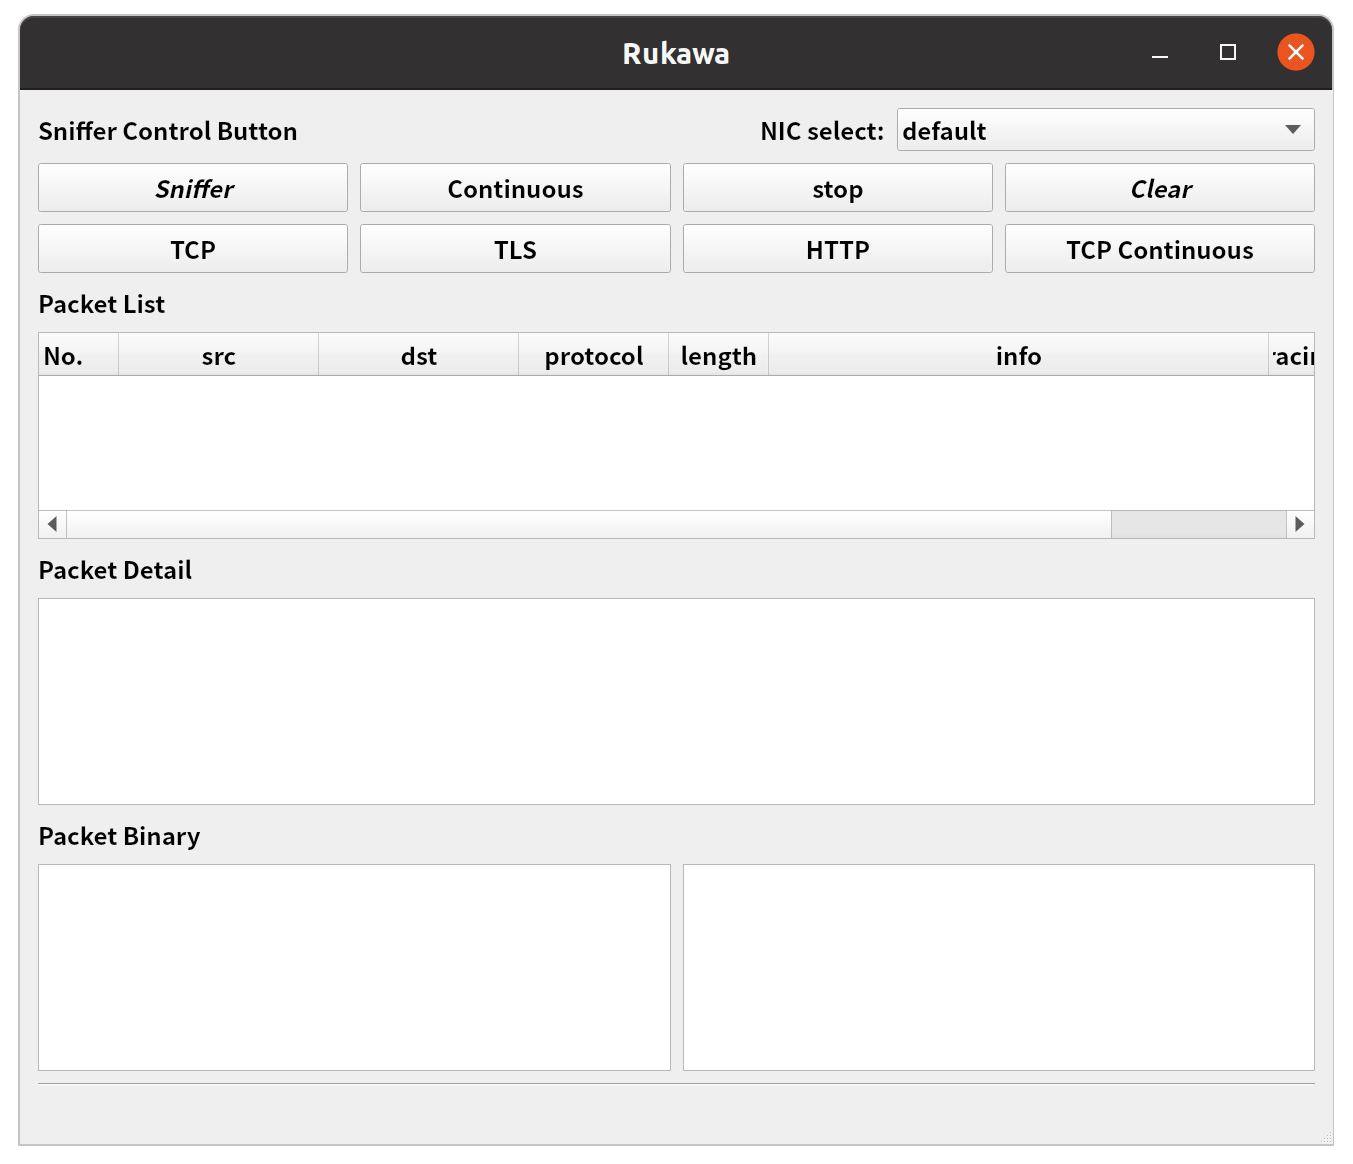 Rukawa
Sniffer Control Button NIC select: default
Sniffer Continuous stop Clear
TCP TLS HTTP TCP Continuous
Packet List
No. src dst protocol length info
Packet Detail
Packet Binary